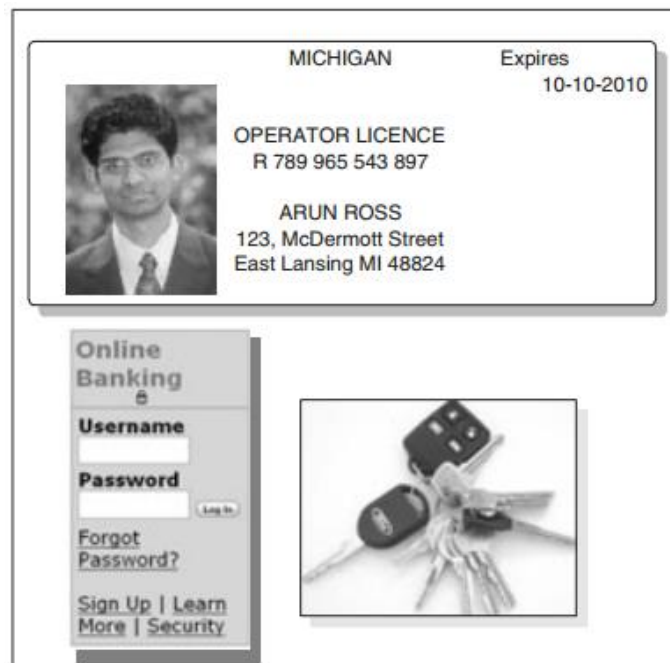 MICHIGAN
Expires
10-10-2010
OPERATOR LICENCE
R 789 965 543 897
ARUN ROSS
123, McDermott Street
East Lansing MI 48824
Online
Banking
Username
Password
Log In
Forgot
Password?
Sign Up | Learn
More | Security